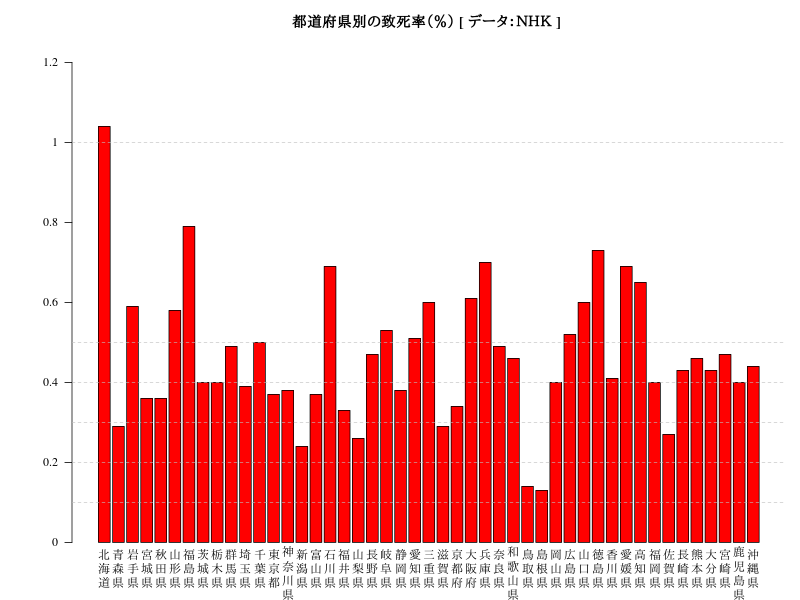 都道府県別の致死率(％) [ データ：NHK ]
1.2
1
0.8
0.6
0.4
0.2
0
北海道
青森県
岩手県
宮城県
秋田県
山形県
福島県
茨城県
栃木県
群馬県
埼玉県
千葉県
東京都
神奈川県
新潟県
富山県
石川県
福井県
山梨県
長野県
岐阜県
静岡県
愛知県
三重県
滋賀県
京都府
大阪府
兵庫県
奈良県
和歌山県
鳥取県
島根県
岡山県
広島県
山口県
徳島県
香川県
愛媛県
高知県
福岡県
佐賀県
長崎県
熊本県
大分県
宮崎県
鹿児島県
沖縄県